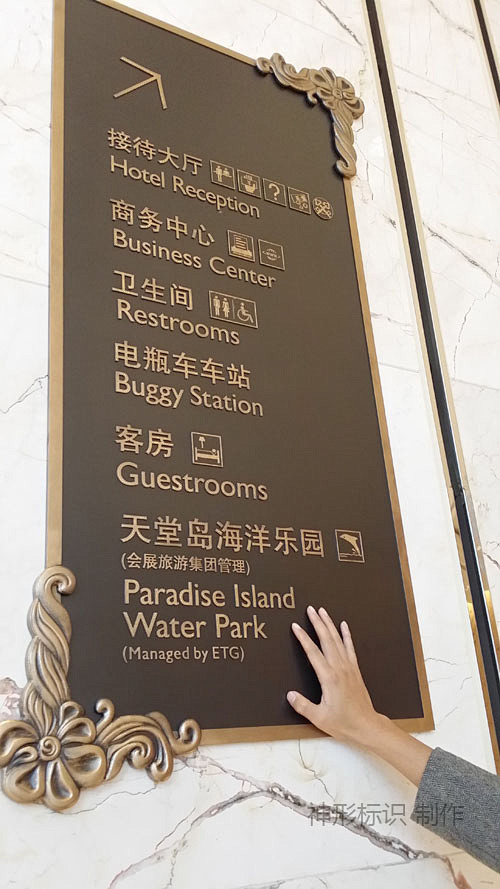 接待大厅
Hotel Reception
商务中心
Business Center
卫生间
Restrooms
电瓶车车站
Buggy Station
客房
Guestrooms
天堂岛海洋乐园
(会展旅游集团管理)
Paradise Island
Water Park
(Managed by ETG)
神形标识 制作